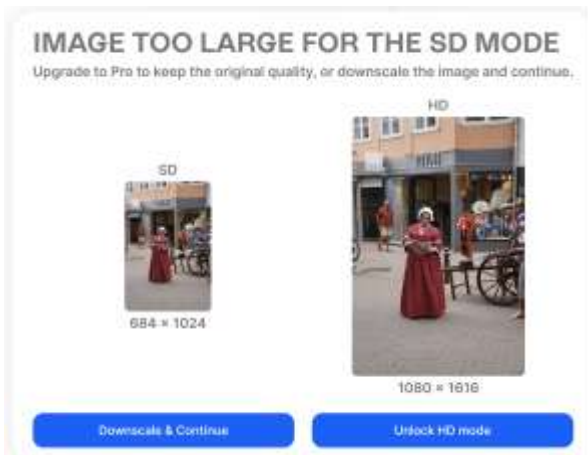 IMAGE TOO LARGE FOR THE SD MODE
Upgrade to Pro to keep the original quality, or downscale the image and continue.
HD
SD
684 × 1024
1080 × 1616
Downscale & Continue
Unlock HD mode